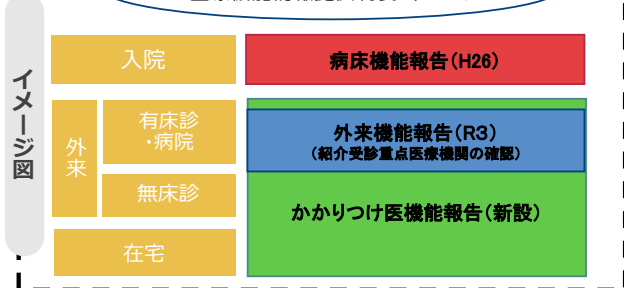 イメージ図
入院
病床機能報告(H26)
外来
有床診
・病院
外来機能報告(R3)
(紹介受診重点医療機関の確認)
無床診
かかりつけ医機能報告(新設)
在宅